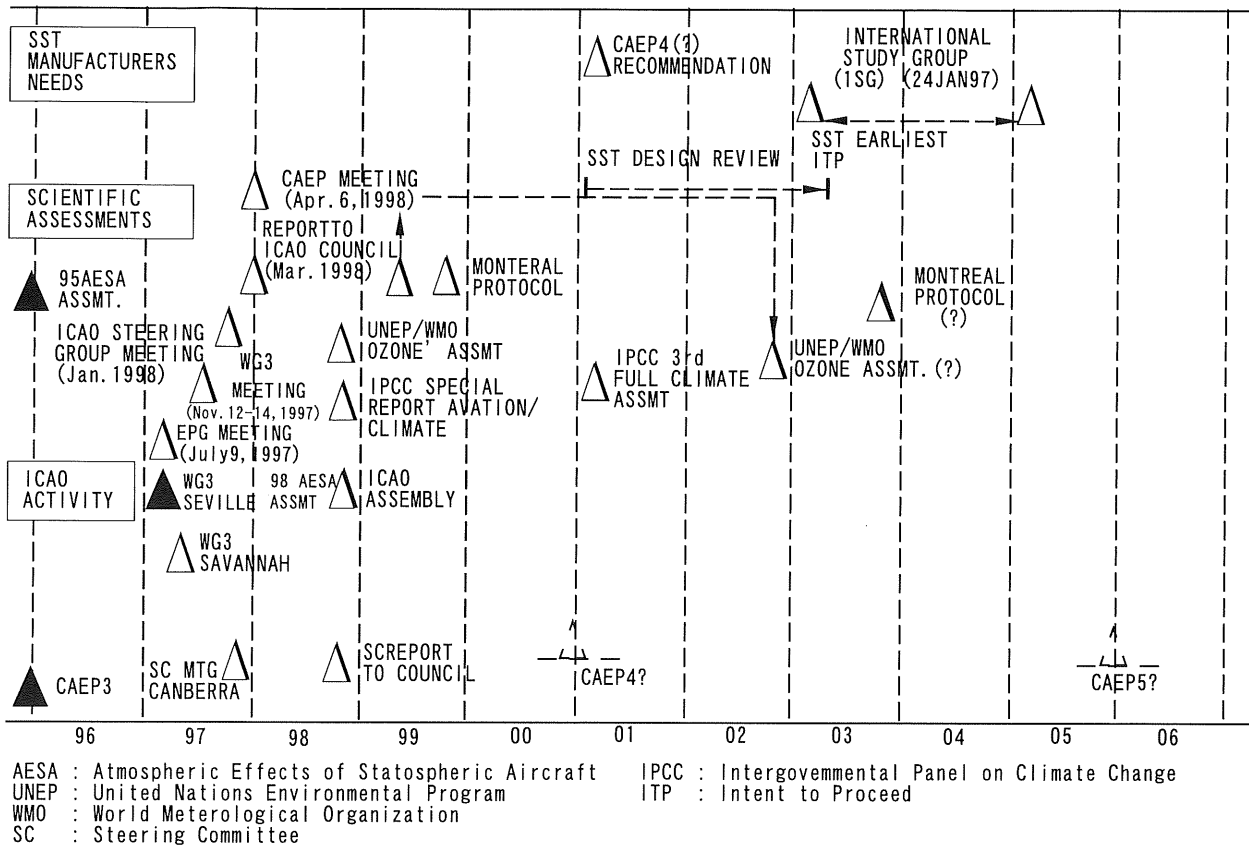 SST
MANUFACTURERS
NEEDS
CAEP4(?)
RECOMMENDATION
INTERNATIONAL
STUDY GROUP
(1SG) (24JAN97)
SST EARLIEST
ITP
SST DESIGN REVIEW
SCIENTIFIC
ASSESSMENTS
CAEP MEETING
(Apr.6,1998)
REPORTTO
ICAO COUNCIL
(Mar.1998)
MONTERAL
PROTOCOL
MONTREAL
PROTOCOL
(?)
95AESA
ASSMT.
ICAO STEERING
GROUP MEETING
(Jan.1998)
WG3
MEETING
(Nov.12-14,1997)
UNEP/WMO
OZONE' ASSMT
IPCC SPECIAL
REPORT AVATION/
CLIMATE
IPCC 3rd
FULL CLIMATE
ASSMT
UNEP/WMO
OZONE ASSMT.(?)
EPG MEETING
(July9,1997)
ICAO
ACTIVITY
WG3
SEVILLE
98 AESA
ASSMT
ICAO
ASSEMBLY
WG3
SAVANNAH
CAEP3
SC MTG
CANBERRA
SCREPORT
TO COUNCIL
CAEP4?
CAEP5?
96 97 98 99 00 01 02 03 04 05 06
AESA : Atmospheric Effects of Statospheric Aircraft
UNEP : United Nations Environmental Program
WMO : World Meterological Organization
SC : Steering Committee
IPCC : Intergovemmental Panel on Climate Change
ITP : Intent to Proceed